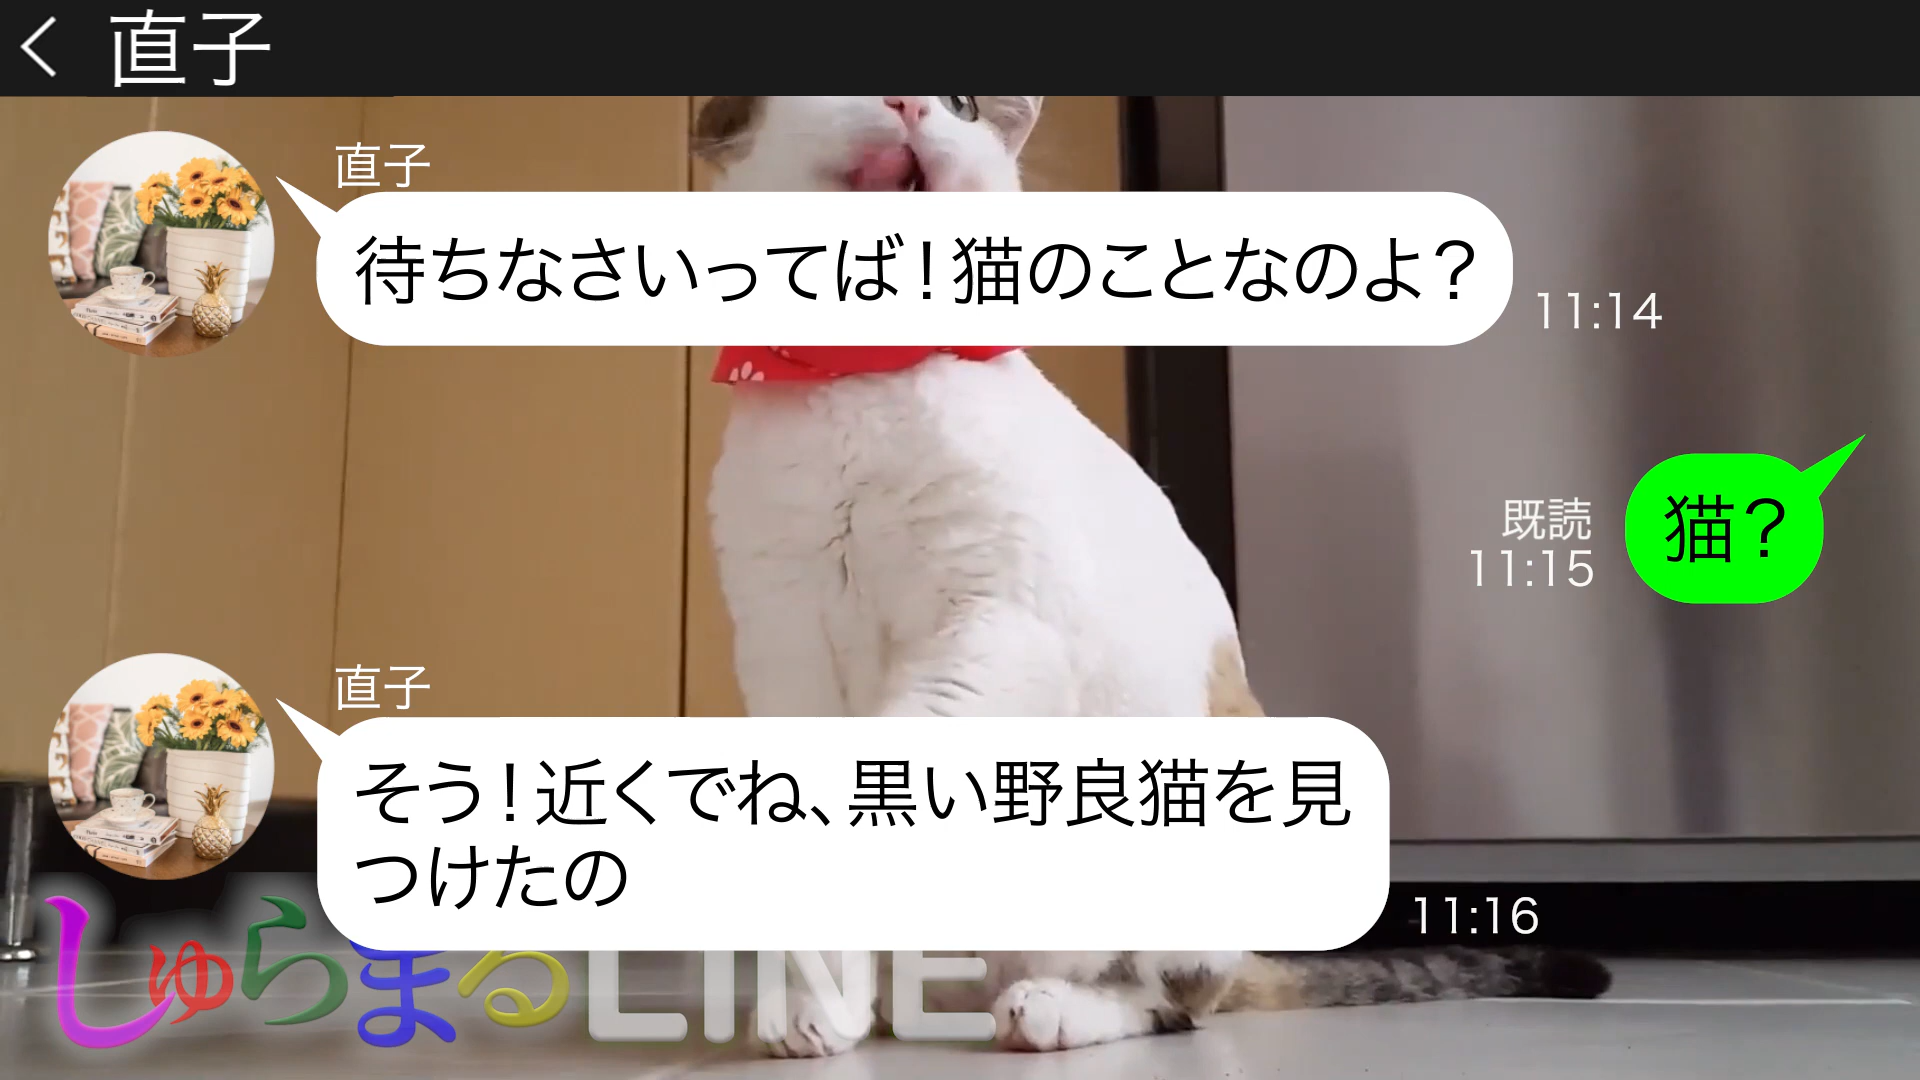 直子
直子
待ちなさいってば！猫のことなのよ？
11:14
猫？
既読
11:15
直子
そう！近くでね、黒い野良猫を見
つけたの
11:16
しゅらまるLINE